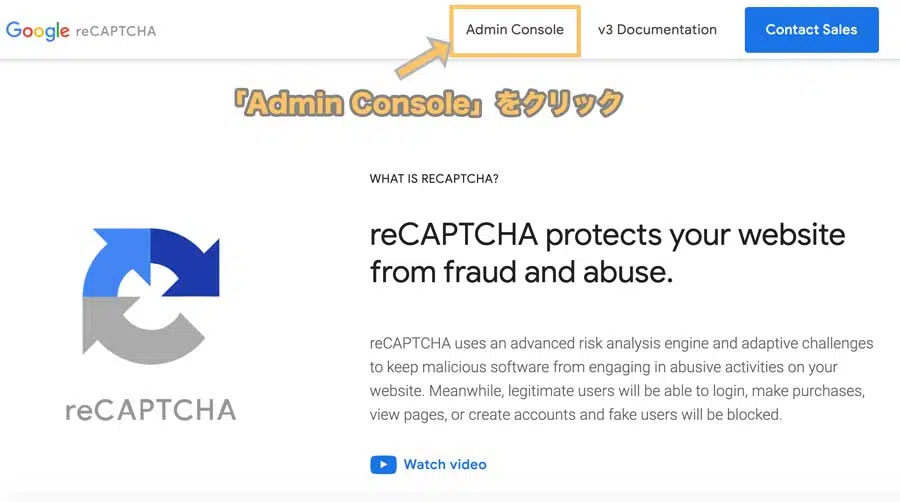 Google reCAPTCHA
Admin Console
v3 Documentation
Contact Sales
「Admin Console」をクリック
WHAT IS RECAPTCHA?
reCAPTCHA protects your website
from fraud and abuse.
reCAPTCHA
reCAPTCHA uses an advanced risk analysis engine and adaptive challenges
to keep malicious software from engaging in abusive activities on your
website. Meanwhile, legitimate users will be able to login, make purchases,
view pages, or create accounts and fake users will be blocked.
Watch video